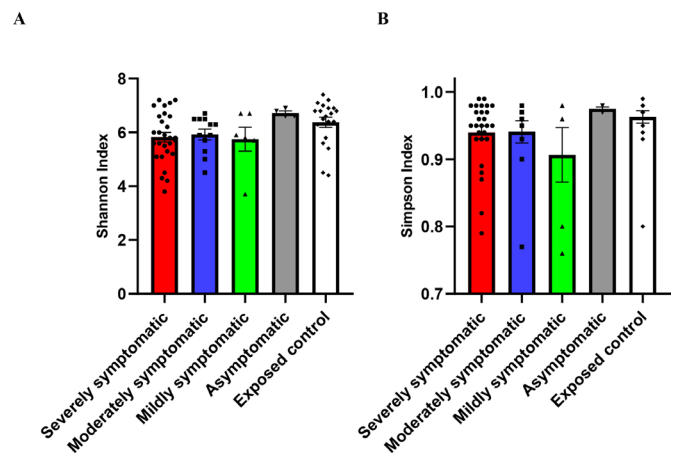 A
B
8
6
4
2
0
Shannon Index
Severely symptomatic
Moderately symptomatic
Mildly symptomatic
Asymptomatic
Exposed control
1.0
0.9
0.8
0.7
Simpson Index
Severely symptomatic
Moderately symptomatic
Mildly symptomatic
Asymptomatic
Exposed control